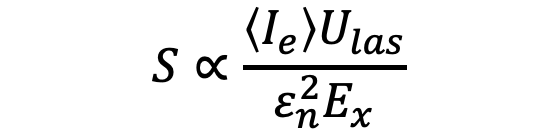 S ∝ ⟨I_e⟩U_las / ε_n^2 E_x